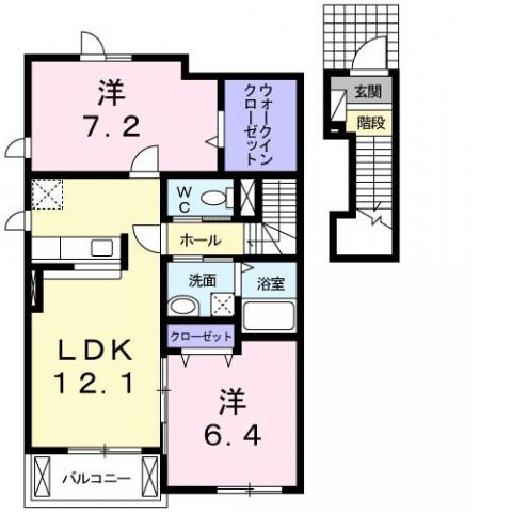 洋
7.2
ウォークイン
クローゼット
玄関
階段
WC
ホール
洗面
浴室
LDK
12.1
クローゼット
洋
6.4
バルコニー